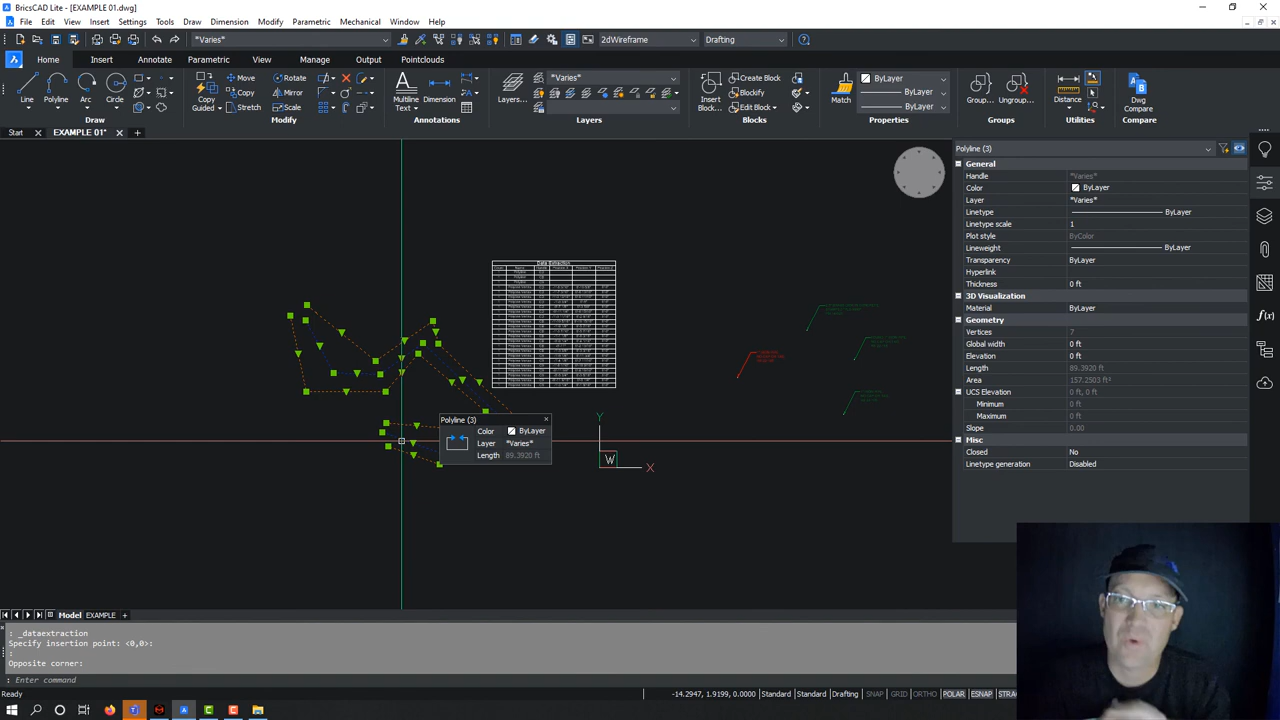 BricsCAD Lite - [EXAMPLE 01.dwg]
File Edit View Insert Settings Tools Draw Dimension Modify Parametric Mechanical Window Help
*Varies* 2dWireframe Drafting
Home Insert Annotate Parametric View Manage Output Pointclouds
Line Polyline Arc Circle
Draw
Copy Guided Move Copy Stretch Rotate Mirror Scale
Modify
Multiline Text Dimension
Annotations
Layers... *Varies*
Layers
Insert Block... Create Block Blockify Edit Block
Blocks
Match ByLayer ByLayer ByLayer
Properties
Group... Ungroup...
Groups
Distance
Utilities
Dwg Compare
Compare
Start EXAMPLE 01*
Data Extraction
Y
W
X
Polyline (3)
Color ByLayer
Layer *Varies*
Length 89.3920 ft
Polyline (3)
General
Handle *Varies*
Color ByLayer
Layer *Varies*
Linetype ByLayer
Linetype scale 1
Plot style ByColor
Lineweight ByLayer
Transparency ByLayer
Hyperlink
Thickness 0 ft
3D Visualization
Material ByLayer
Geometry
Vertices 7
Global width 0 ft
Elevation 0 ft
Length 89.3920 ft
Area 157.2503 ft²
UCS Elevation 0 ft
Minimum 0 ft
Maximum 0 ft
Slope 0.00
Misc
Closed No
Linetype generation Disabled
Model EXAMPLE
: _dataextraction
Specify insertion point: <0,0>:
:
Opposite corner:
: Enter command
Ready -14.2947, 1.9199, 0.0000 Standard Standard Drafting SNAP GRID ORTHO POLAR ESNAP STRAC